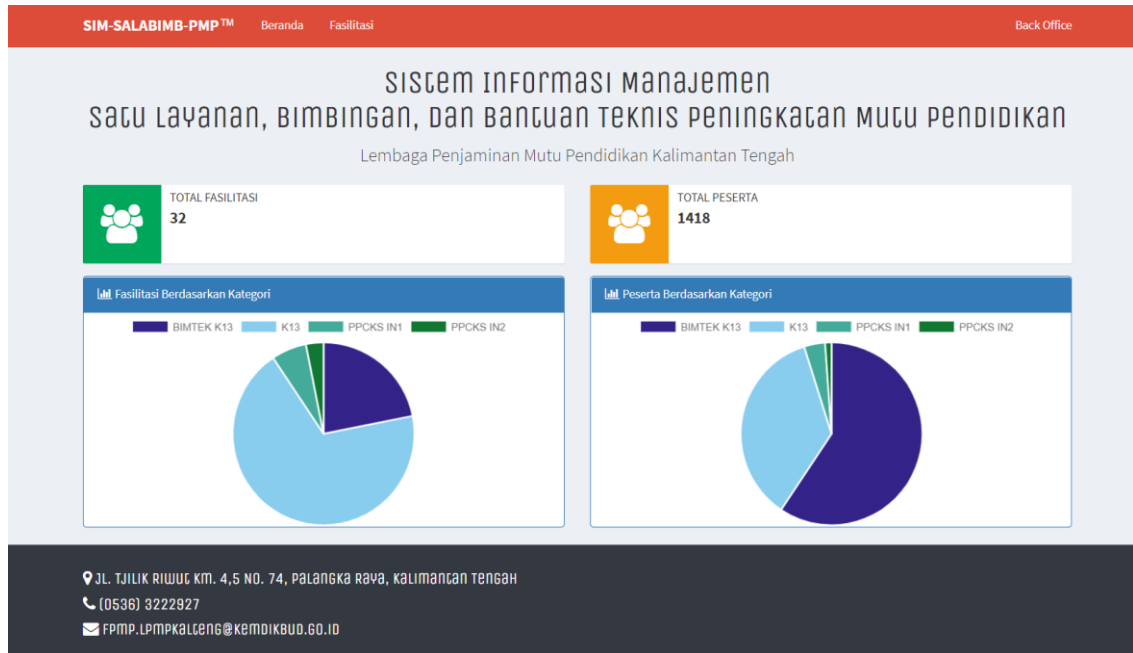 SIM-SALABIMB-PMP™ Beranda Fasilitasi Back Office
Sistem Informasi Manajemen
Satu Layanan, Bimbingan, dan Bantuan Teknis Peningkatan Mutu Pendidikan
Lembaga Penjaminan Mutu Pendidikan Kalimantan Tengah
TOTAL FASILITASI
32
TOTAL PESERTA
1418
Fasilitasi Berdasarkan Kategori
BIMTEK K13 K13 PPCKS IN1 PPCKS IN2
Peserta Berdasarkan Kategori
BIMTEK K13 K13 PPCKS IN1 PPCKS IN2
Jl. Tjilik Riwut Km. 4,5 No. 74, Palangka Raya, Kalimantan Tengah
(0536) 3222927
fpmp.lpmpkalteng@kemdikbud.go.id